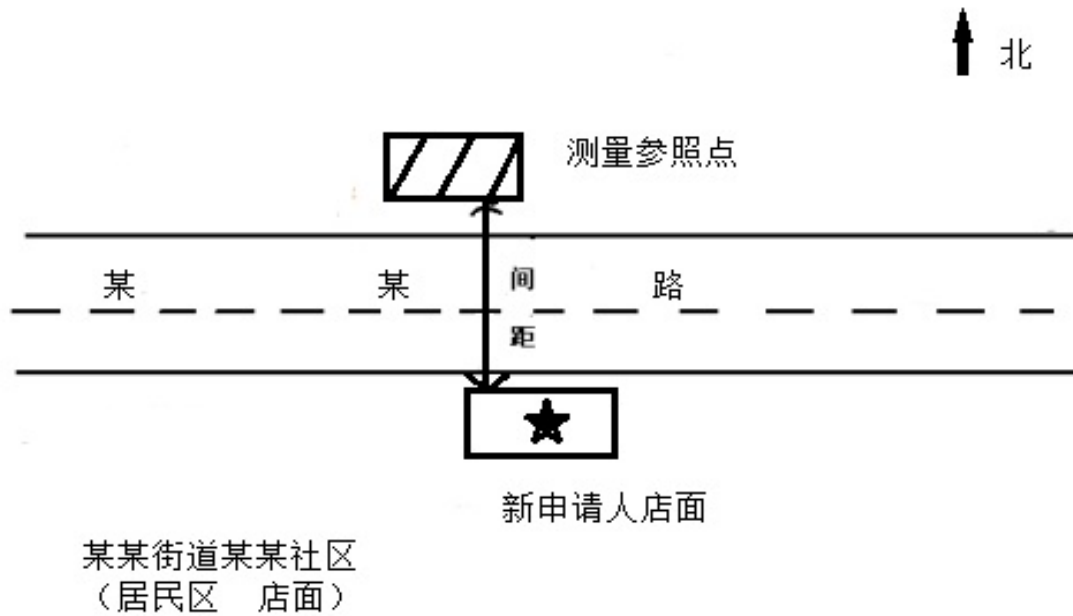 北
测量参照点
某 某 路
间
距
新申请人店面
某某街道某某社区
（居民区 店面）